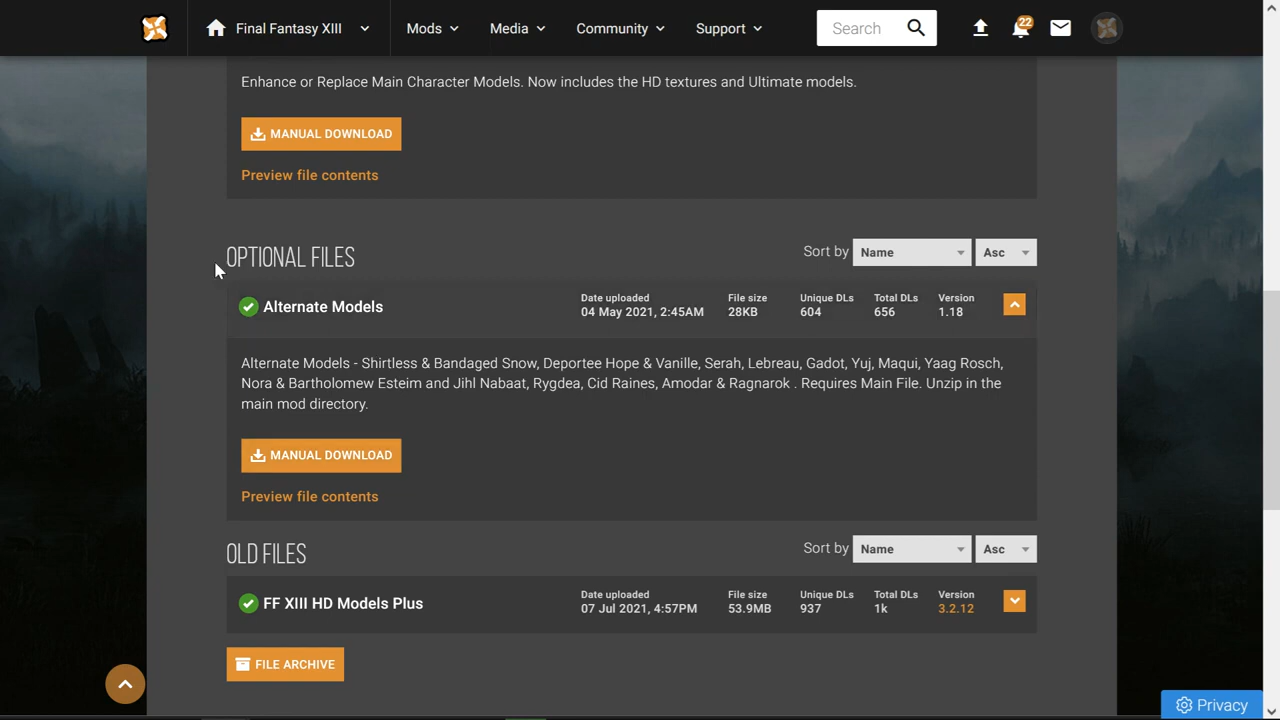 Final Fantasy XIII
Mods
Media
Community
Support
Search
22
Enhance or Replace Main Character Models. Now includes the HD textures and Ultimate models.
MANUAL DOWNLOAD
Preview file contents
OPTIONAL FILES
Sort by Name Asc
Alternate Models
Date uploaded
04 May 2021, 2:45AM
File size
28KB
Unique DLs
604
Total DLs
656
Version
1.18
Alternate Models - Shirtless & Bandaged Snow, Deportee Hope & Vanille, Serah, Lebreau, Gadot, Yuj, Maqui, Yaag Rosch,
Nora & Bartholomew Esteim and Jihl Nabaat, Rygdea, Cid Raines, Amodar & Ragnarok . Requires Main File. Unzip in the
main mod directory.
MANUAL DOWNLOAD
Preview file contents
OLD FILES
Sort by Name Asc
FF XIII HD Models Plus
Date uploaded
07 Jul 2021, 4:57PM
File size
53.9MB
Unique DLs
937
Total DLs
1k
Version
3.2.12
FILE ARCHIVE
Privacy